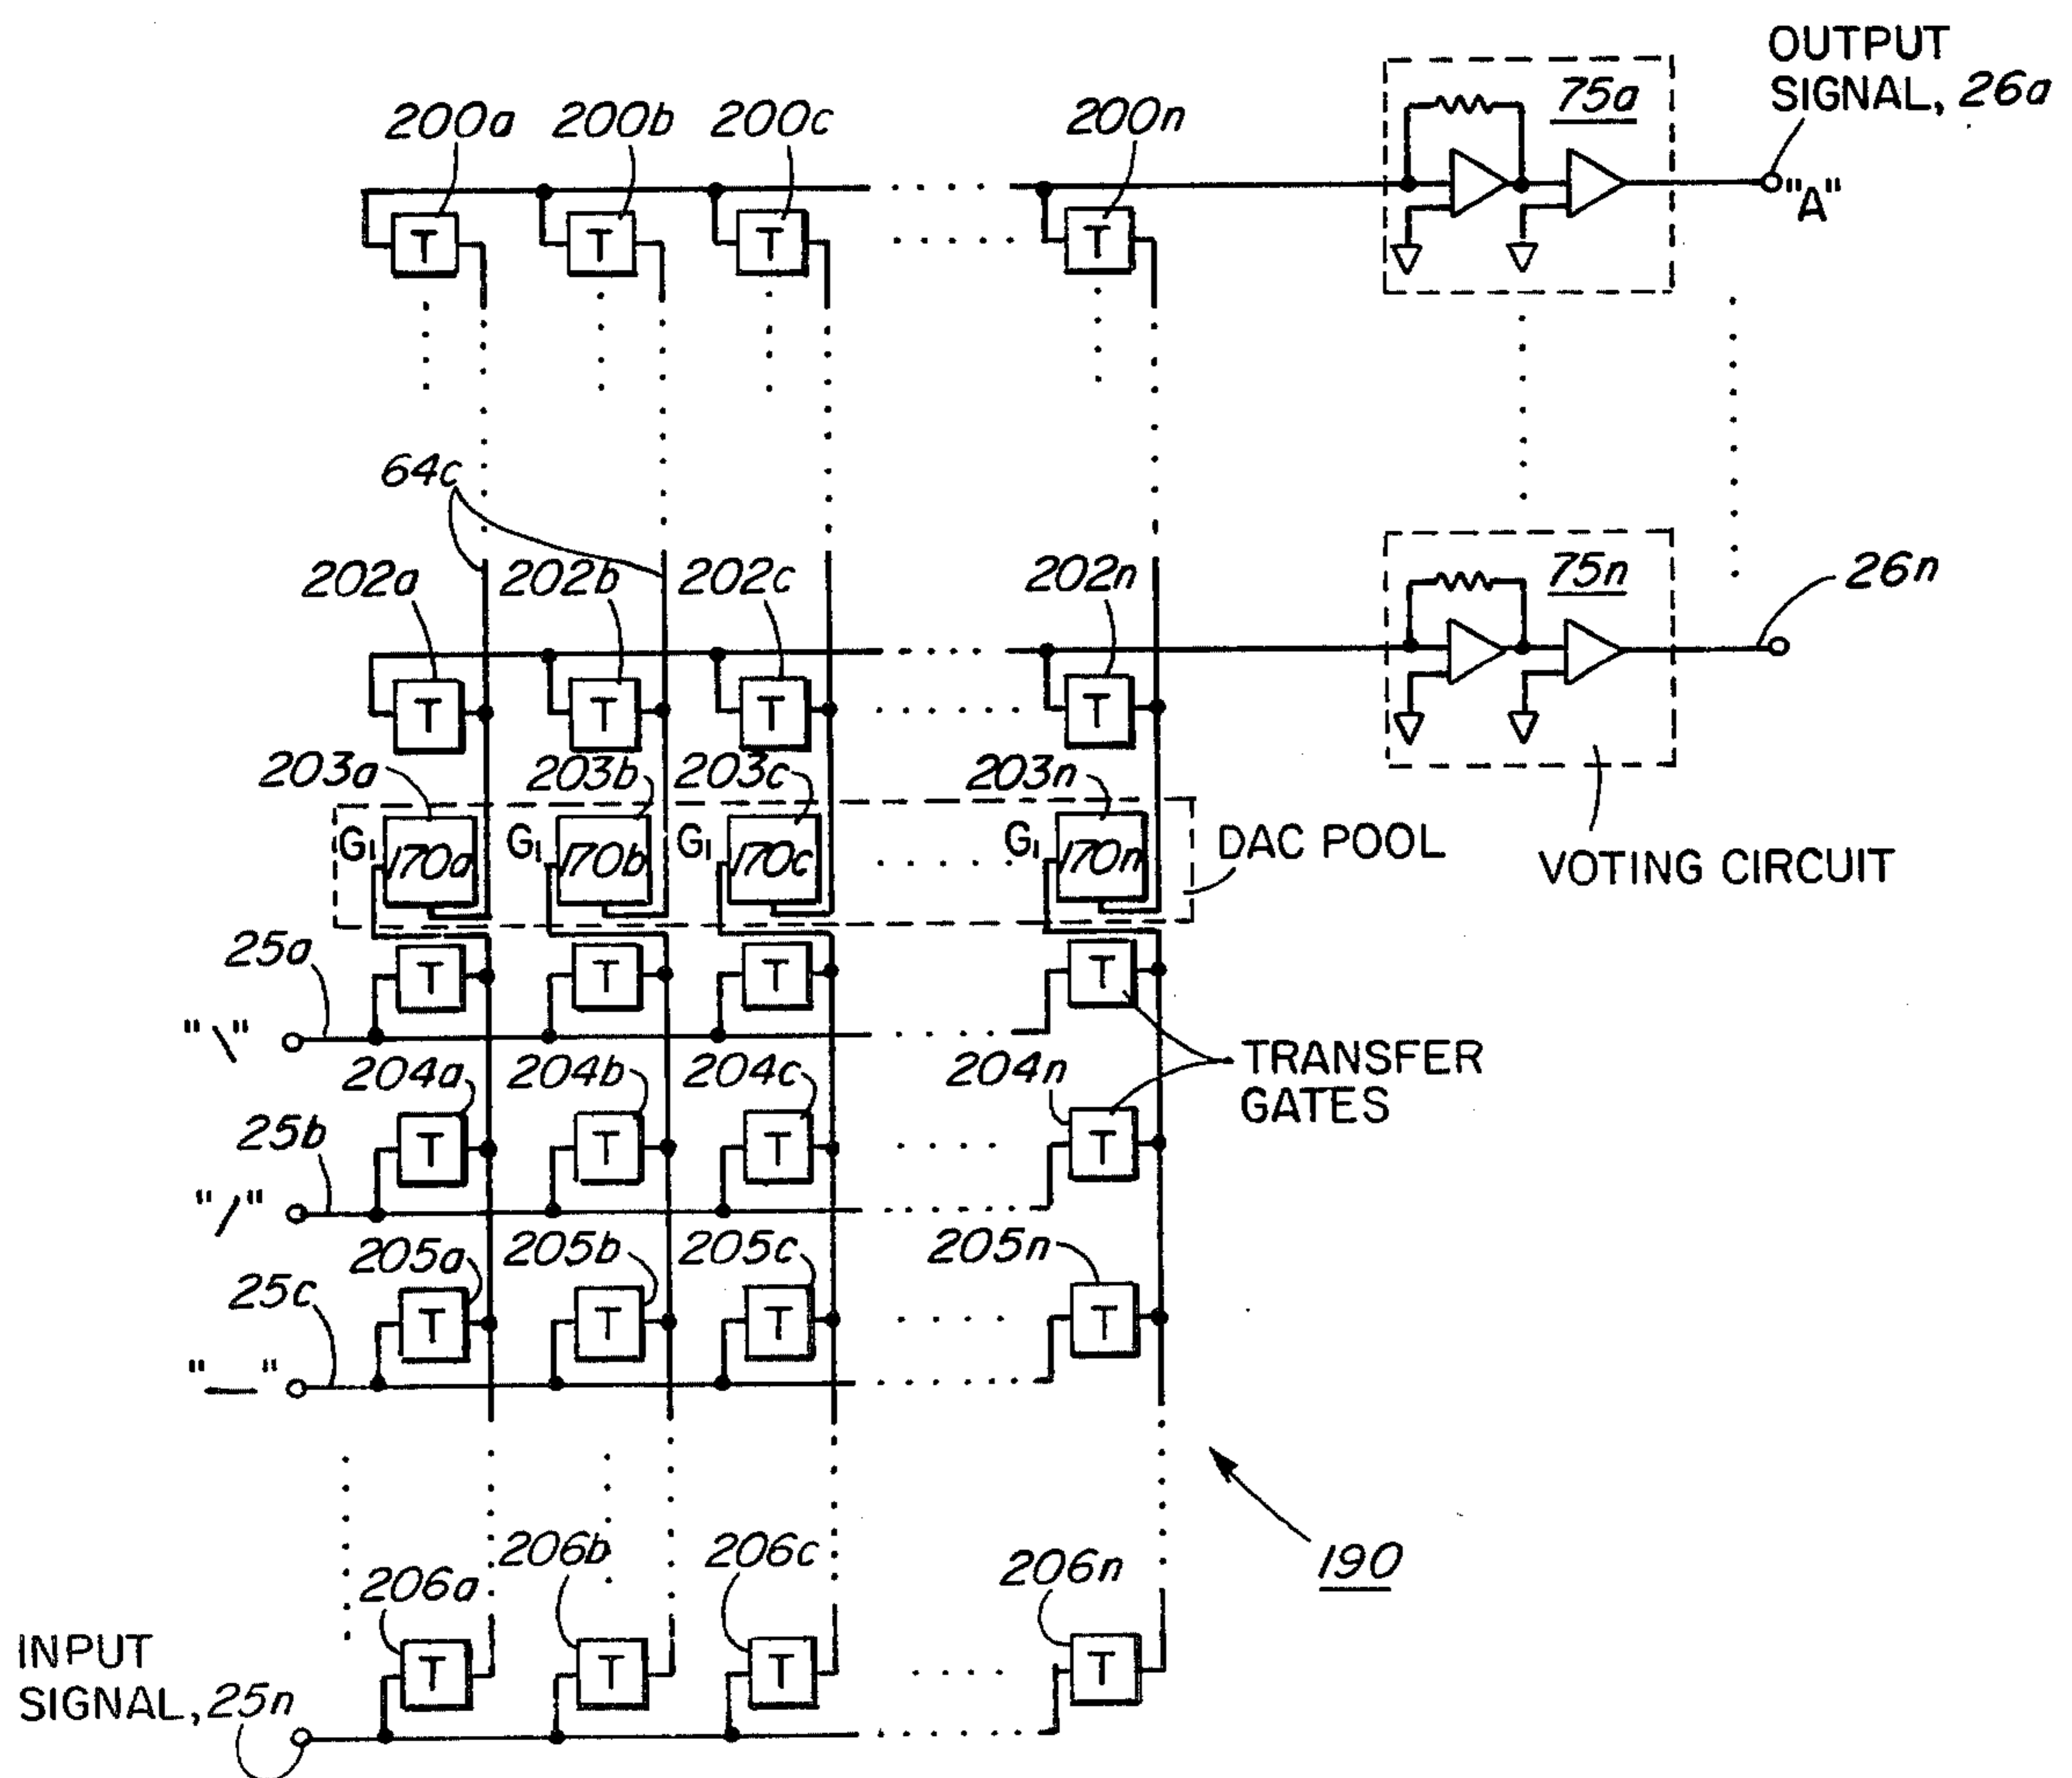 OUTPUT
SIGNAL, 26a
200a 200b 200c 200n 75a
"A"
T T T T
64c
202a 202b 202c 202n 75n 26n
T T T T
203a 203b 203c 203n
G1 170a G1 170b G1 170c G1 170n DAC POOL
VOTING CIRCUIT
25a
T T T T
"\"
204a 204b 204c 204n TRANSFER
GATES
25b
T T T T
"/"
205a 205b 205c 205n
25c
T T T T
"—"
206a 206b 206c 206n 190
INPUT
SIGNAL, 25n
T T T T